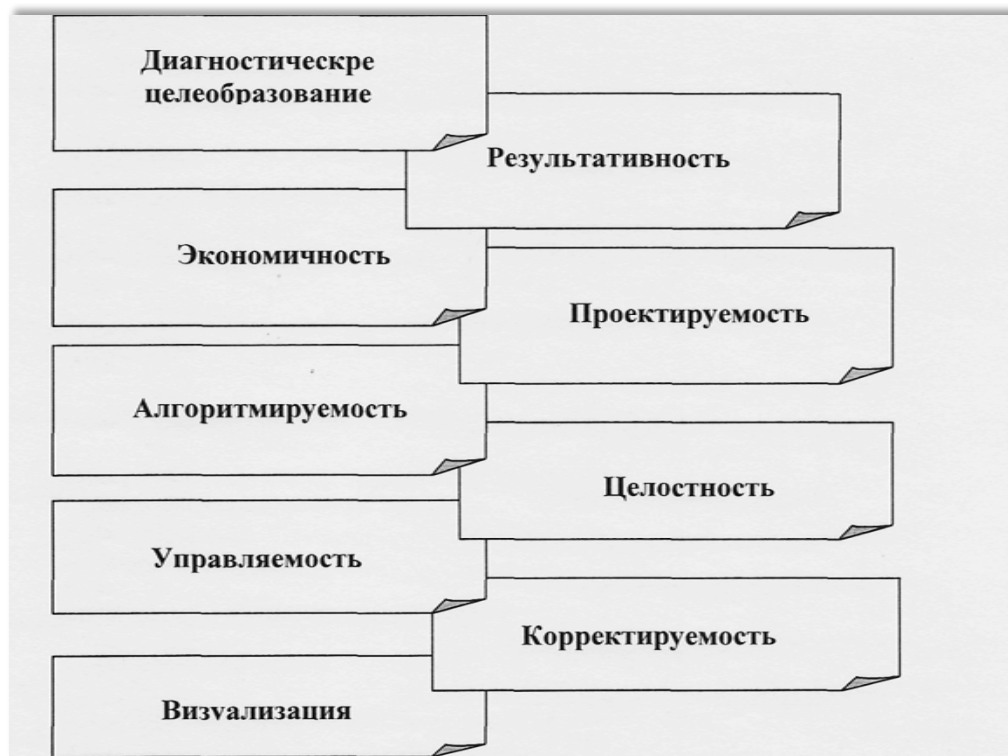 Диагностическре
целеобразование
Результативность
Экономичность
Проектируемость
Алгоритмируемость
Целостность
Управляемость
Корректируемость
Визуализация